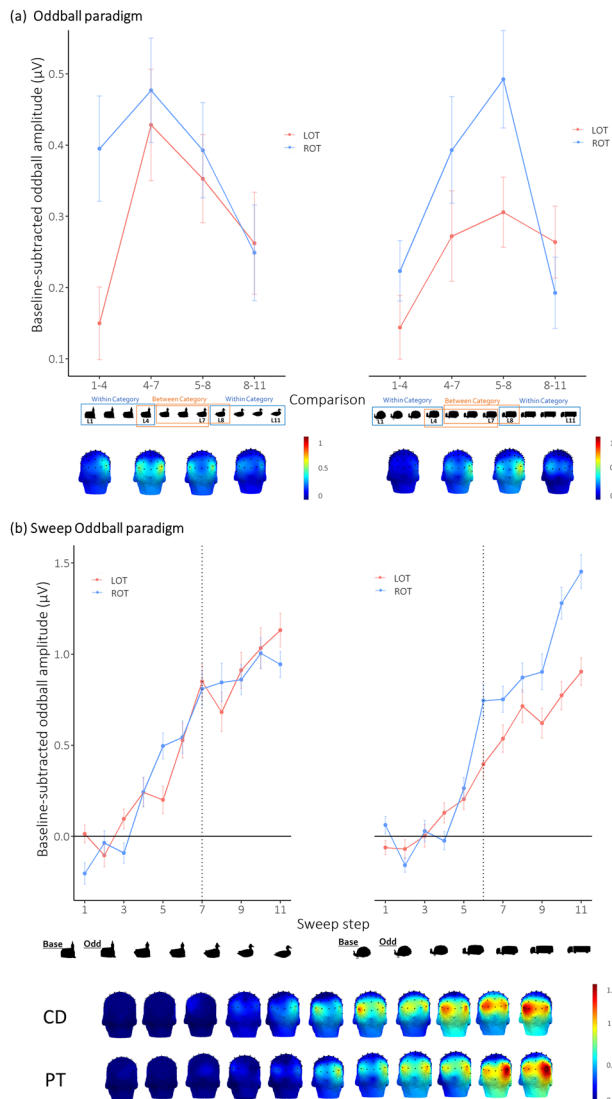 (a) Oddball paradigm
Baseline-subtracted oddball amplitude (µV)
0.5
0.4
0.3
0.2
0.1
LOT
ROT
LOT
ROT
1-4 4-7 5-8 8-11
1-4 4-7 5-8 8-11
Comparison
Within Category Between Category Within Category
L1 L4 L7 L8 L11
Within Category Between Category Within Category
L1 L4 L7 L8 L11
1
0.5
0
1
0.5
0
(b) Sweep Oddball paradigm
Baseline-subtracted oddball amplitude (µV)
1.5
1.0
0.5
0.0
LOT
ROT
LOT
ROT
1 3 5 7 9 11
1 3 5 7 9 11
Sweep step
Base Odd
Base Odd
CD
PT
1